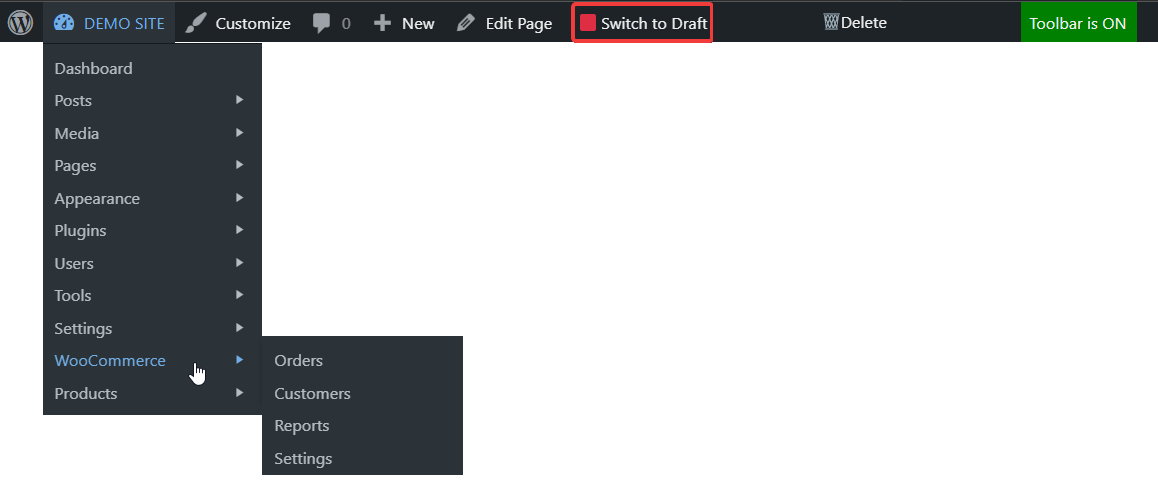 DEMO SITE Customize 0 New Edit Page Switch to Draft Delete Toolbar is ON
Dashboard
Posts
Media
Pages
Appearance
Plugins
Users
Tools
Settings
WooCommerce
Products
Orders
Customers
Reports
Settings